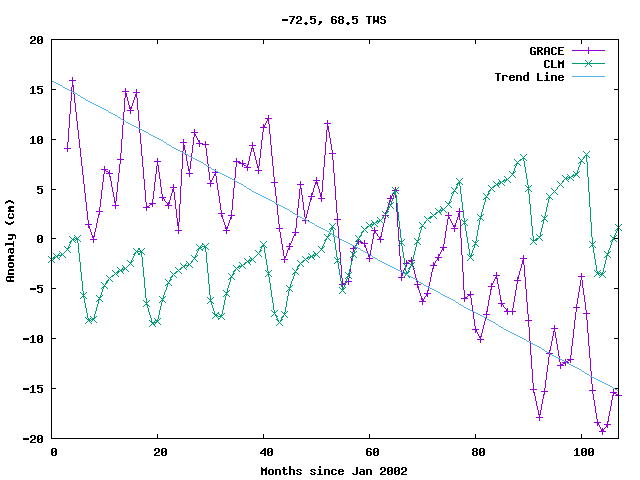 -72.5, 68.5 TWS
GRACE
CLM
Trend Line
20
15
10
5
0
-5
-10
-15
-20
Anomaly (cm)
0 20 40 60 80 100
Months since Jan 2002